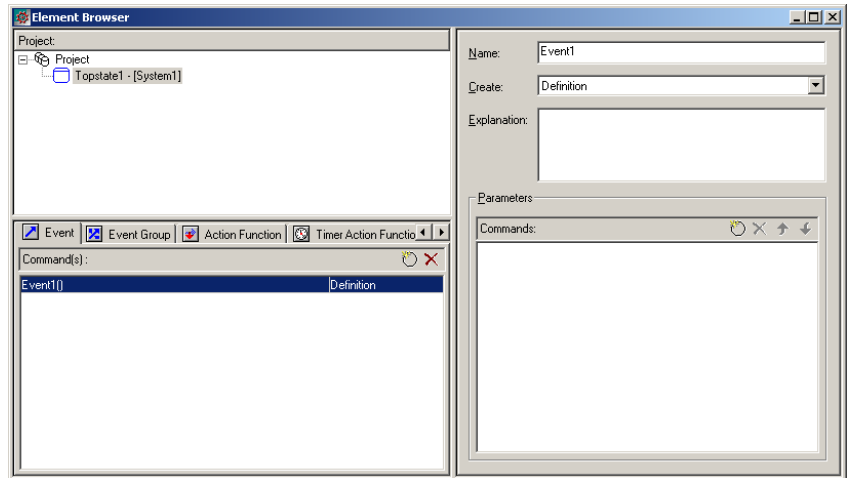 Element Browser
Project:
Project
Topstate1 - [System1]
Event
Event Group
Action Function
Timer Action Functio
Command(s) :
Event1()
Definition
Name:
Event1
Create:
Definition
Explanation:
Parameters
Commands: